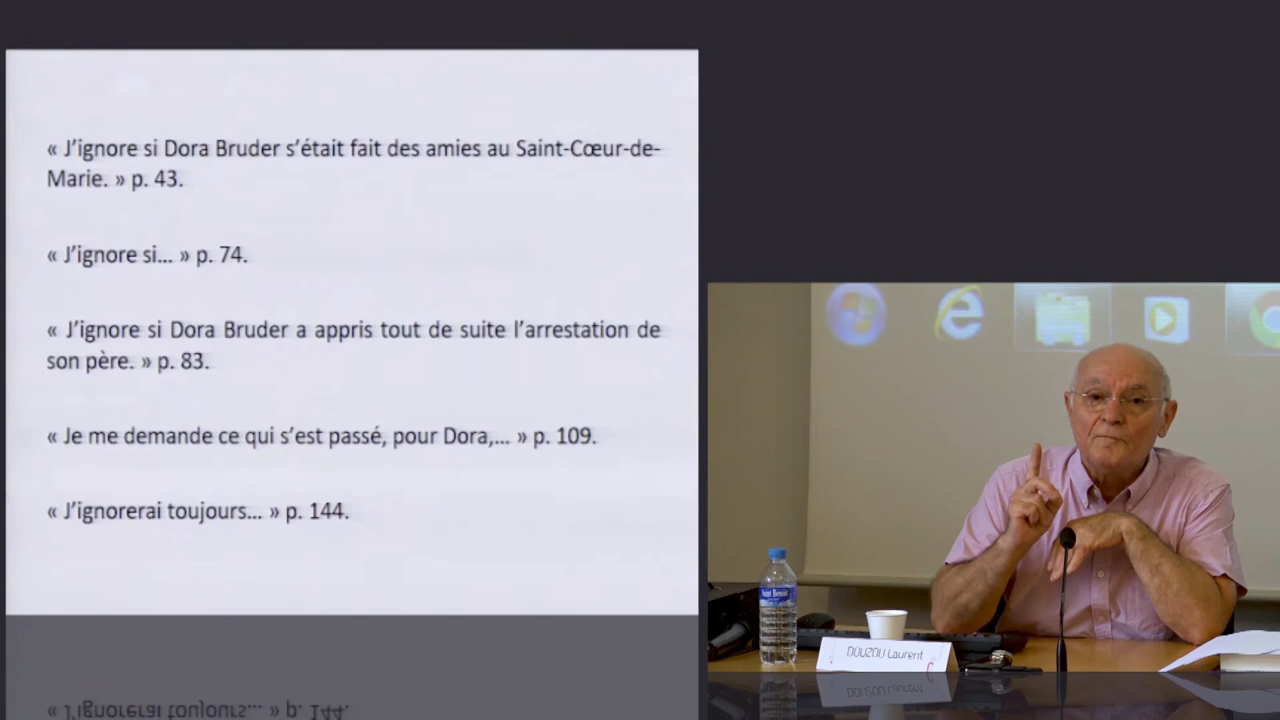 « J’ignore si Dora Bruder s’était fait des amies au Saint-Cœur-de-
Marie. » p. 43.
« J’ignore si... » p. 74.
« J’ignore si Dora Bruder a appris tout de suite l’arrestation de
son père. » p. 83.
« Je me demande ce qui s’est passé, pour Dora,... » p. 109.
« J’ignorerai toujours... » p. 144.
Saint Benoît
DOUZOU Laurent